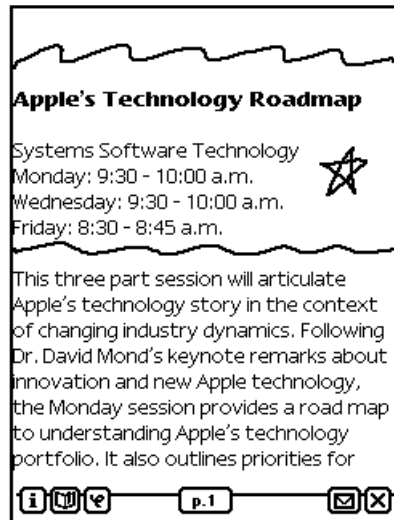 Apple's Technology Roadmap
Systems Software Technology
Monday: 9:30 - 10:00 a.m.
Wednesday: 9:30 - 10:00 a.m.
Friday: 8:30 - 8:45 a.m.
This three part session will articulate
Apple's technology story in the context
of changing industry dynamics. Following
Dr. David Mond's keynote remarks about
innovation and new Apple technology,
the Monday session provides a road map
to understanding Apple's technology
portfolio. It also outlines priorities for
i p.1